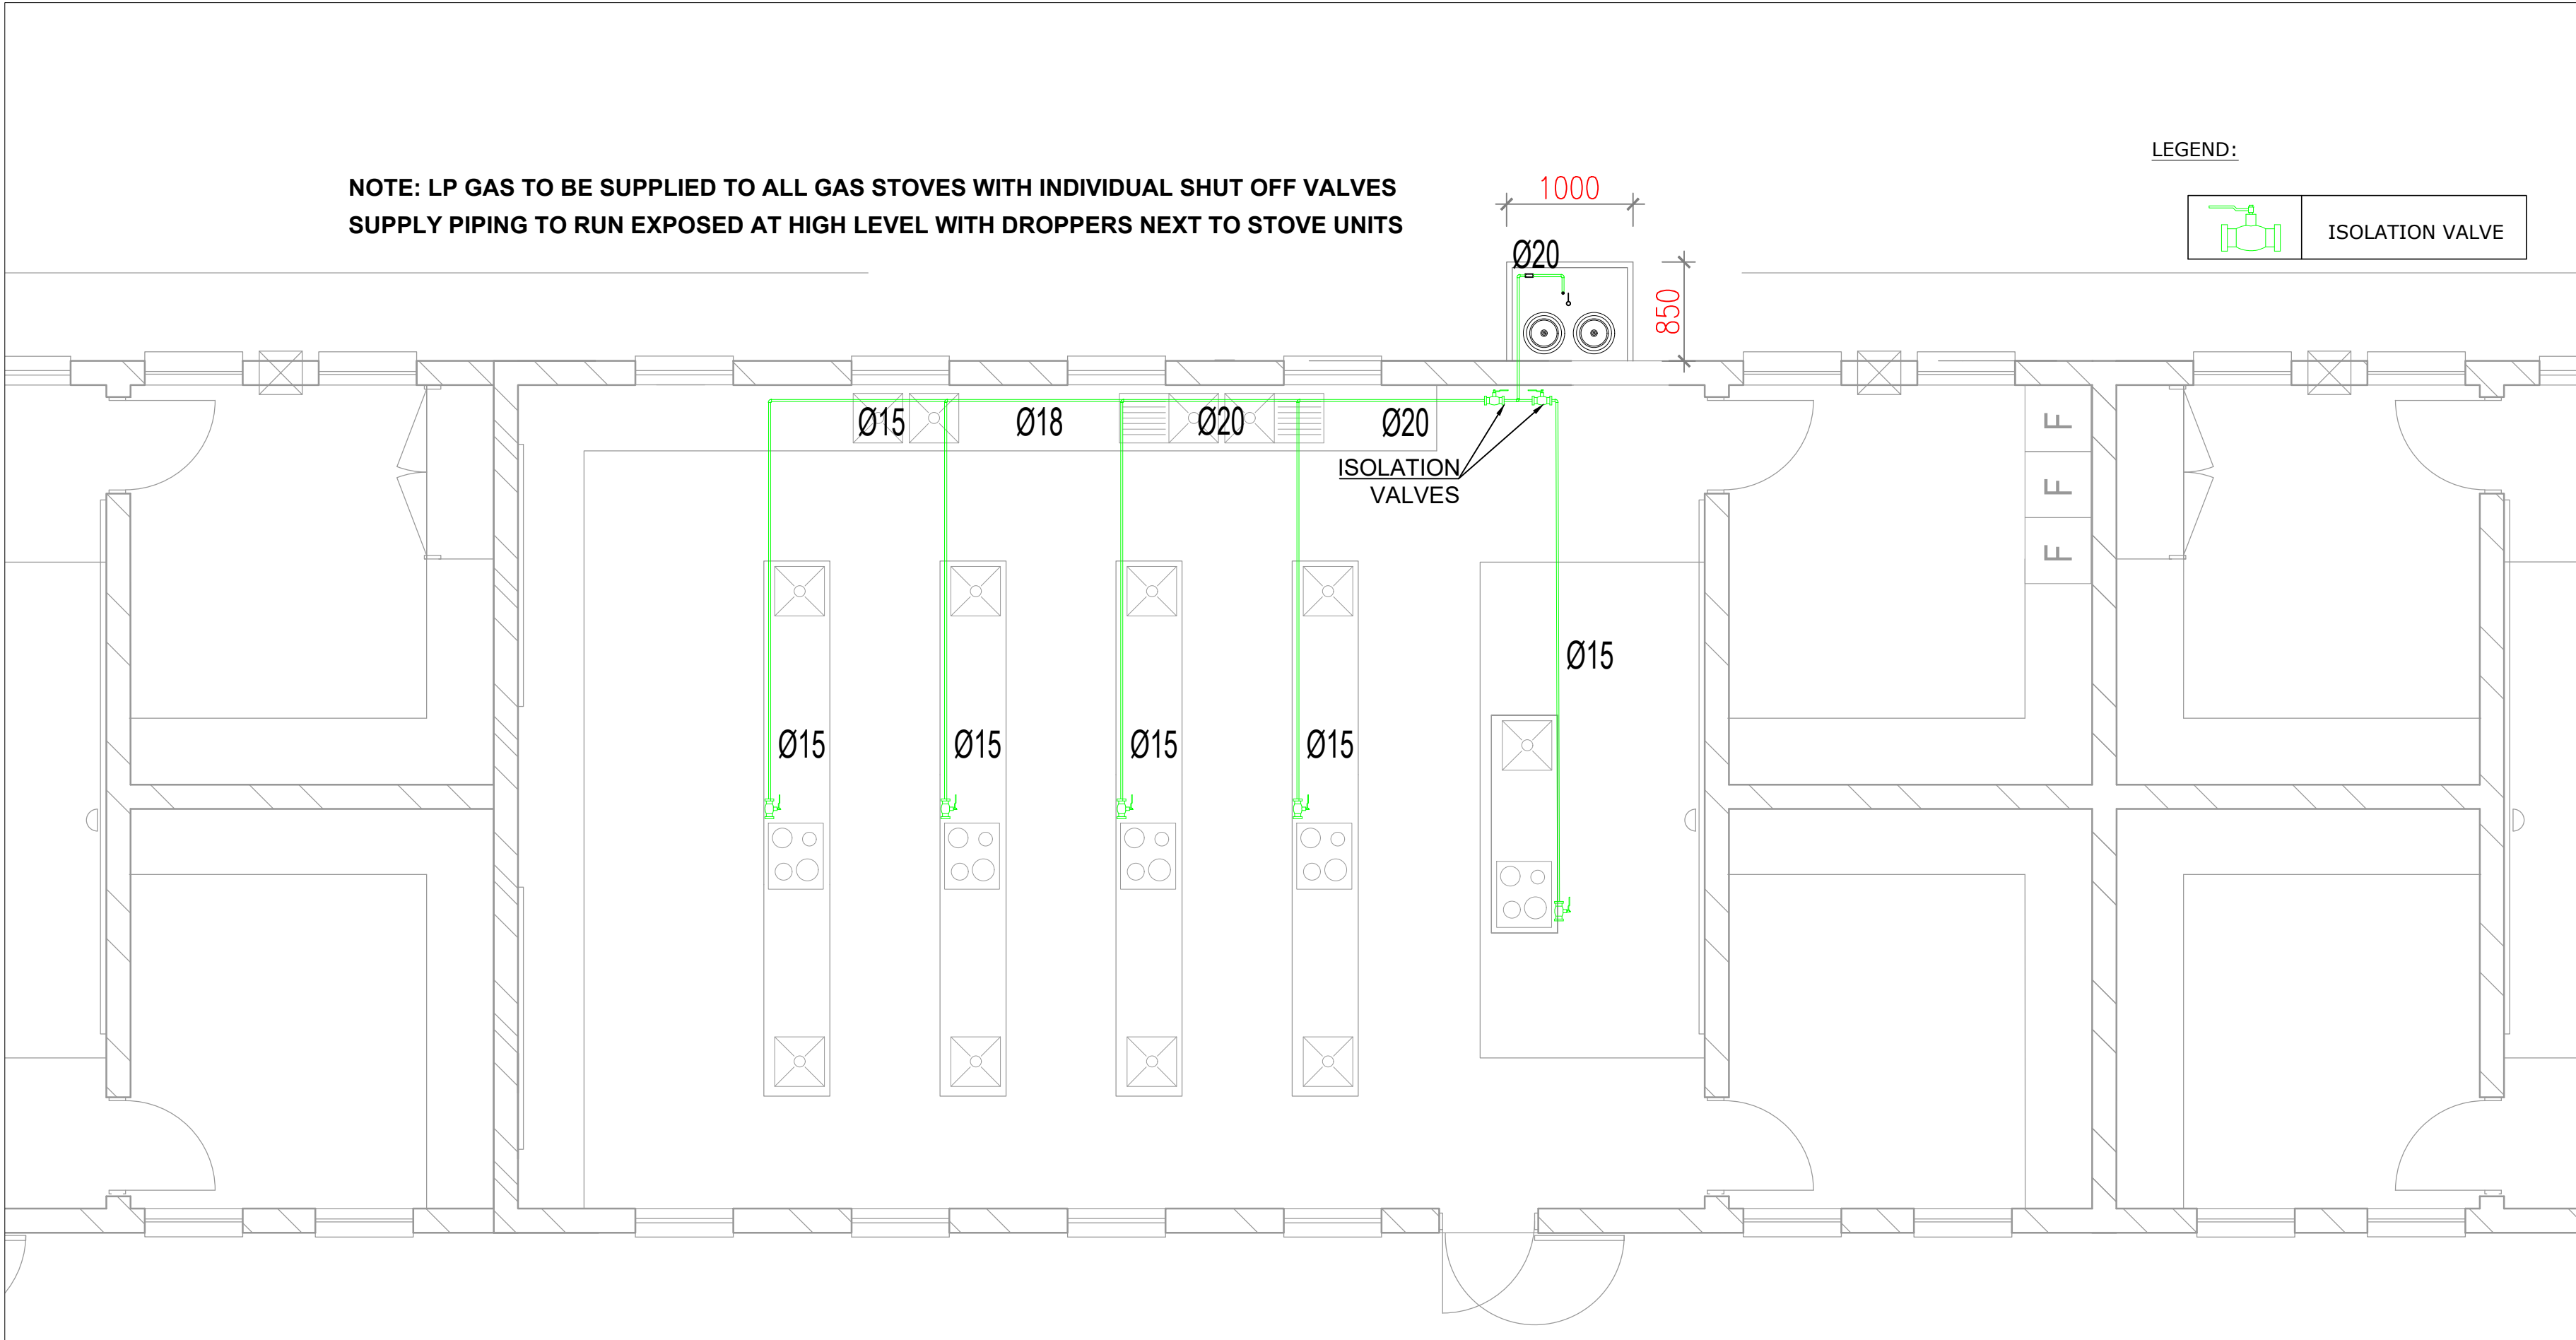 LEGEND:
NOTE: LP GAS TO BE SUPPLIED TO ALL GAS STOVES WITH INDIVIDUAL SHUT OFF VALVES
SUPPLY PIPING TO RUN EXPOSED AT HIGH LEVEL WITH DROPPERS NEXT TO STOVE UNITS
1000
ISOLATION VALVE
Ø20
850
Ø15
Ø18
Ø20
Ø20
F
ISOLATION
VALVES
F
F
Ø15
Ø15
Ø15
Ø15
Ø15